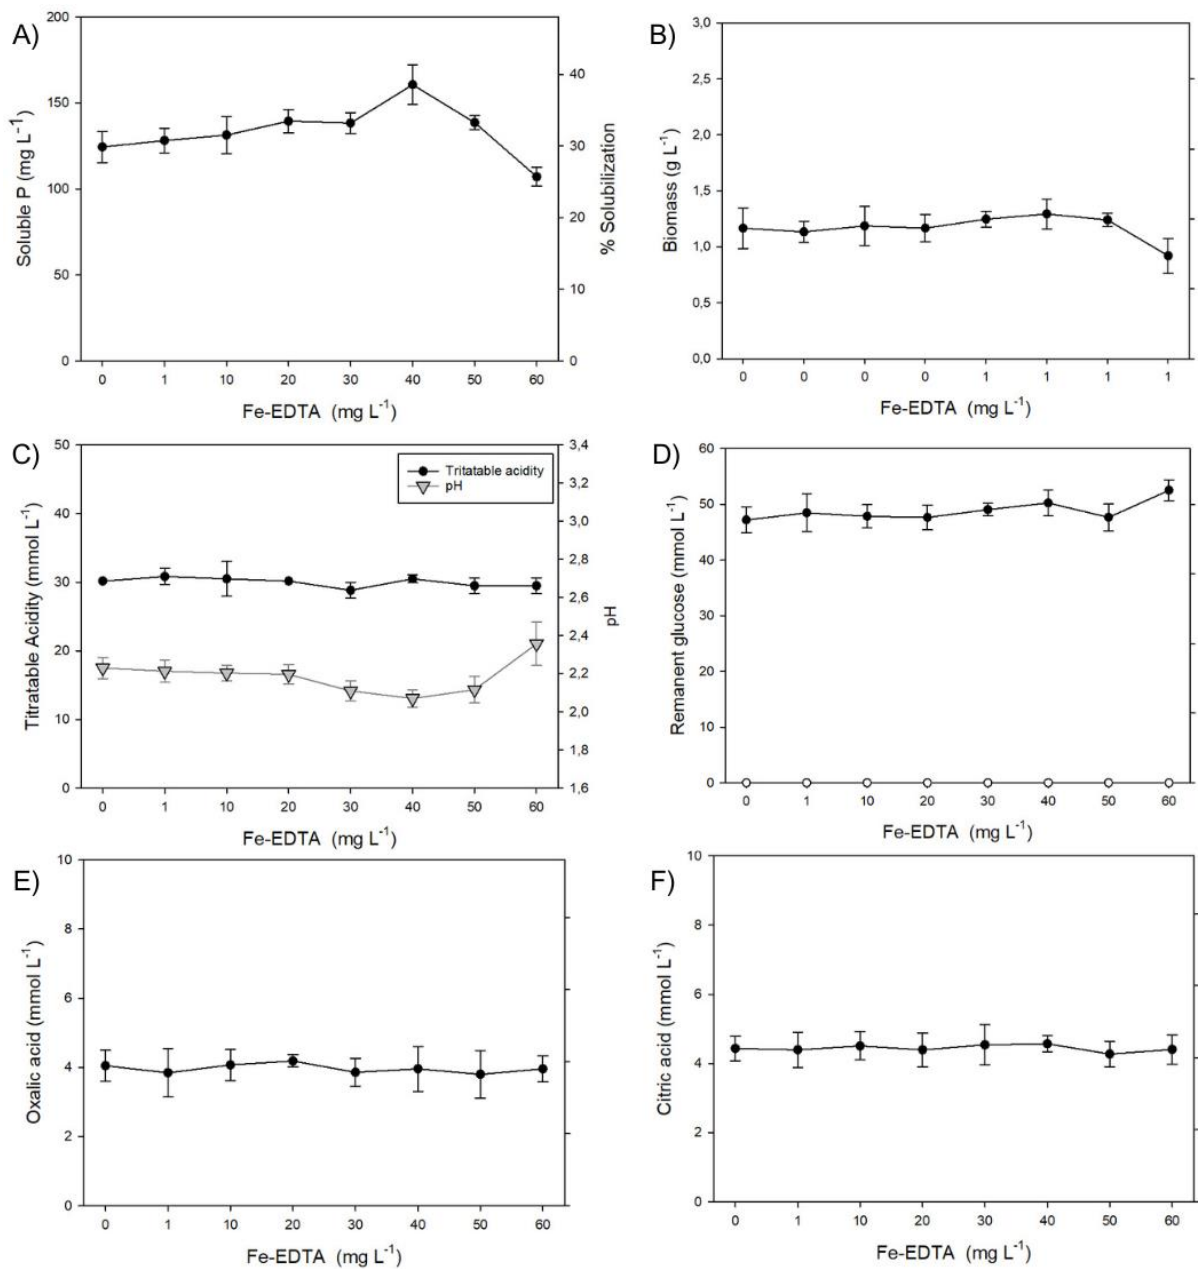 A)
200
150
100
50
0
Soluble P (mg L-1)
40
30
20
10
0
% Solubilization
0 1 10 20 30 40 50 60
Fe-EDTA (mg L-1)
B)
3,0
2,5
2,0
1,5
1,0
0,5
0,0
Biomass (g L-1)
0 0 0 0 1 1 1 1
Fe-EDTA (mg L-1)
C)
50
40
30
20
10
0
Titratable Acidity (mmol L-1)
Tritatable acidity
pH
3,4
3,2
3,0
2,8
2,6
2,4
2,2
2,0
1,8
1,6
pH
0 1 10 20 30 40 50 60
Fe-EDTA (mg L-1)
D)
60
50
40
30
20
10
0
Remanent glucose (mmol L-1)
0 1 10 20 30 40 50 60
Fe-EDTA (mg L-1)
E)
10
8
6
4
2
0
Oxalic acid (mmol L-1)
0 1 10 20 30 40 50 60
Fe-EDTA (mg L-1)
F)
10
8
6
4
2
0
Citric acid (mmol L-1)
0 1 10 20 30 40 50 60
Fe-EDTA (mg L-1)